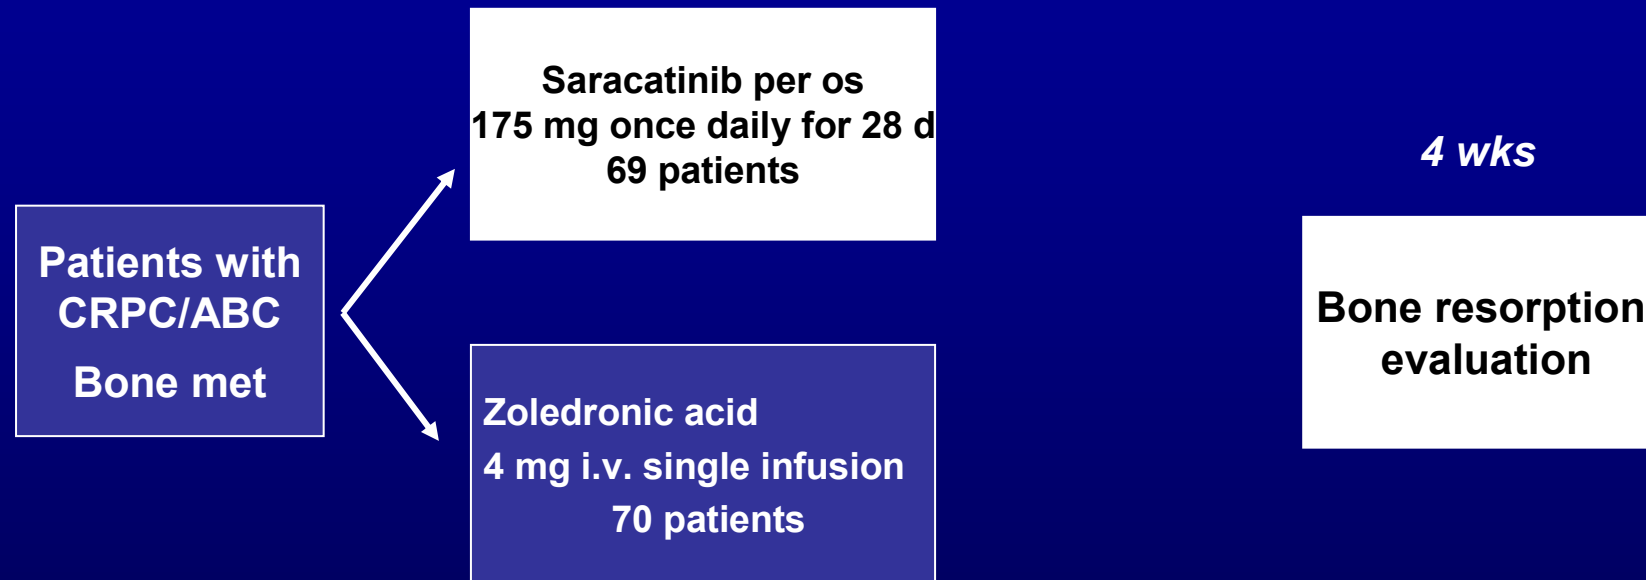 Patients with
CRPC/ABC
Bone met
Saracatinib per os
175 mg once daily for 28 d
69 patients
Zoledronic acid
4 mg i.v. single infusion
70 patients
4 wks
Bone resorption
evaluation